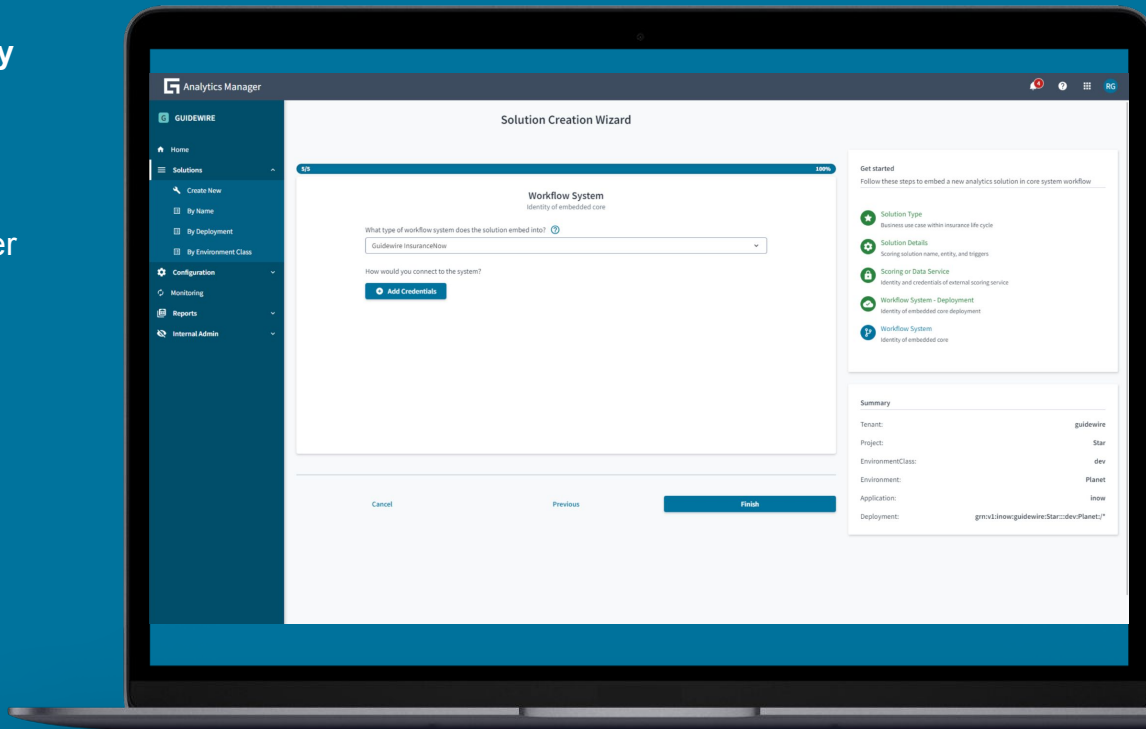 y
er
Analytics Manager
4
RG
G GUIDEWIRE
Home
Solutions
Create New
By Name
By Deployment
By Environment Class
Configuration
Monitoring
Reports
Internal Admin
Solution Creation Wizard
5/5 100%
Workflow System
Identity of embedded core
What type of workflow system does the solution embed into? ?
Guidewire InsuranceNow
How would you connect to the system?
Add Credentials
Cancel Previous Finish
Get started
Follow these steps to embed a new analytics solution in core system workflow
Solution Type
Business use case within insurance life cycle
Solution Details
Scoring solution name, entity, and triggers
Scoring or Data Service
Identity and credentials of external scoring service
Workflow System - Deployment
Identity of embedded core deployment
Workflow System
Identity of embedded core
Summary
Tenant: guidewire
Project: Star
EnvironmentClass: dev
Environment: Planet
Application: inow
Deployment: grn:v1:inow:guidewire:Star:::dev:Planet:/*